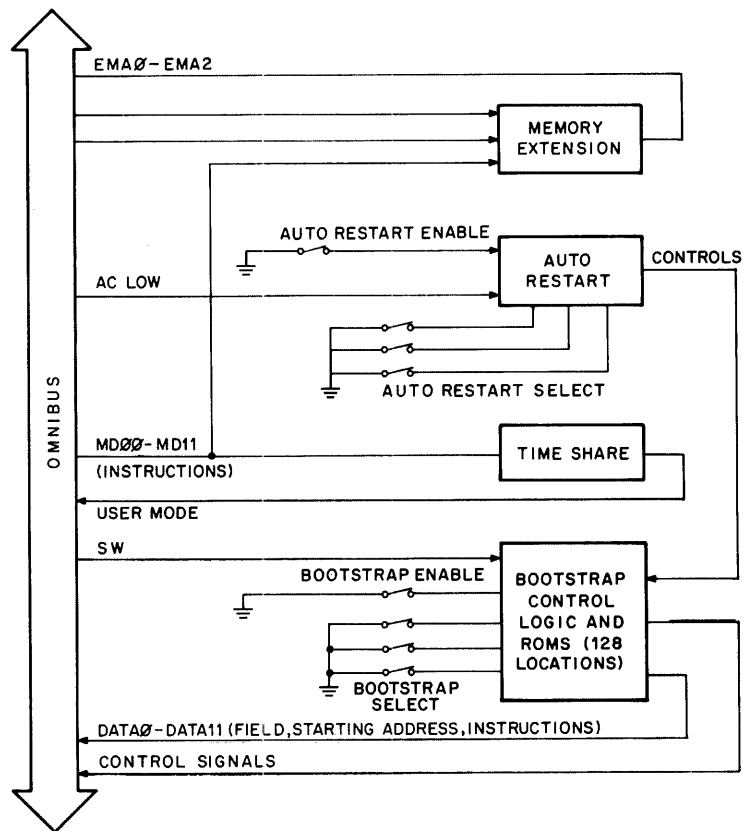 EMAØ-EMA2
MEMORY
EXTENSION
AUTO RESTART ENABLE
AUTO
RESTART
CONTROLS
AC LOW
AUTO RESTART SELECT
OMNIBUS
MDØØ-MD11
(INSTRUCTIONS)
TIME SHARE
USER MODE
SW
BOOTSTRAP ENABLE
BOOTSTRAP
CONTROL
LOGIC AND
ROMS (128
LOCATIONS)
BOOTSTRAP
SELECT
DATAØ-DATA11 (FIELD,STARTING ADDRESS,INSTRUCTIONS)
CONTROL SIGNALS